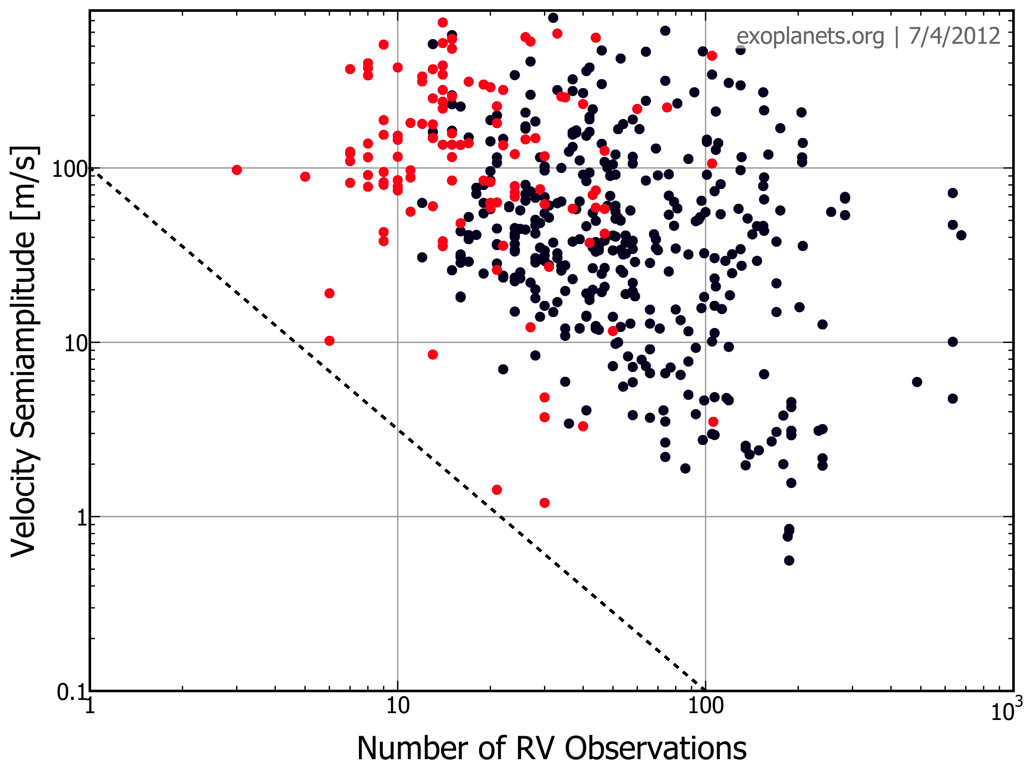 exoplanets.org | 7/4/2012
Velocity Semiamplitude [m/s]
100
10
1
0.1
1
10
100
10³
Number of RV Observations